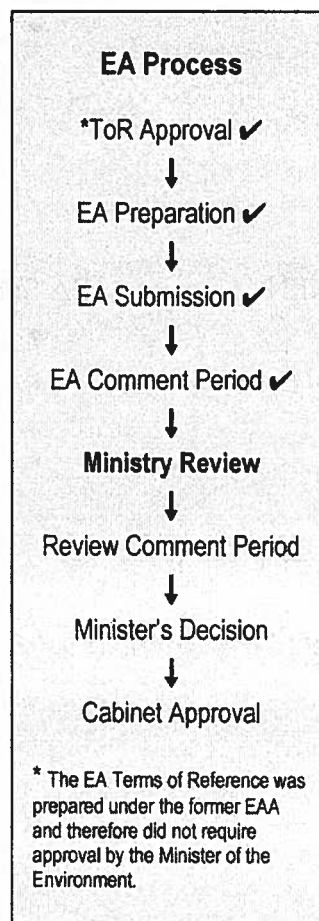 EA Process
*ToR Approval ✔
EA Preparation ✔
EA Submission ✔
EA Comment Period ✔
Ministry Review
Review Comment Period
Minister's Decision
Cabinet Approval
* The EA Terms of Reference was
prepared under the former EAA
and therefore did not require
approval by the Minister of the
Environment.